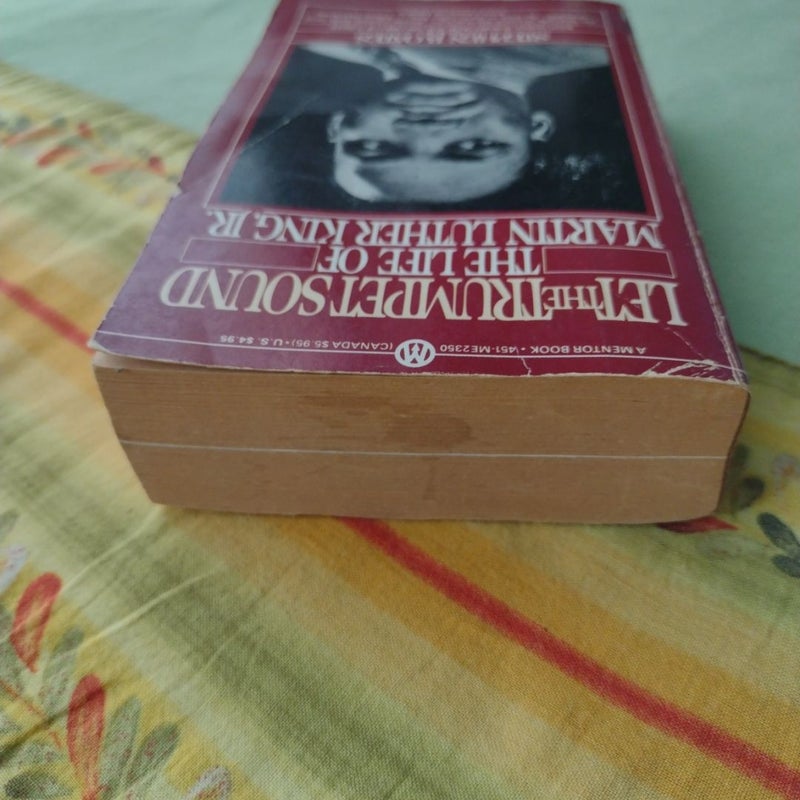 A MENTOR BOOK • 451-ME2350
(CANADA $5.95) • U.S. $4.95
LET THE TRUMPET SOUND
THE LIFE OF
MARTIN LUTHER KING, JR.